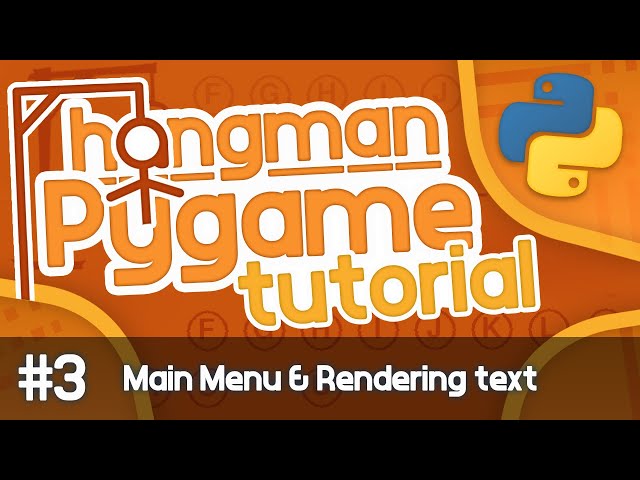 F G H I J
hangman
Pygame
tutorial
F G H I J K L
#3 Main Menu & Rendering text